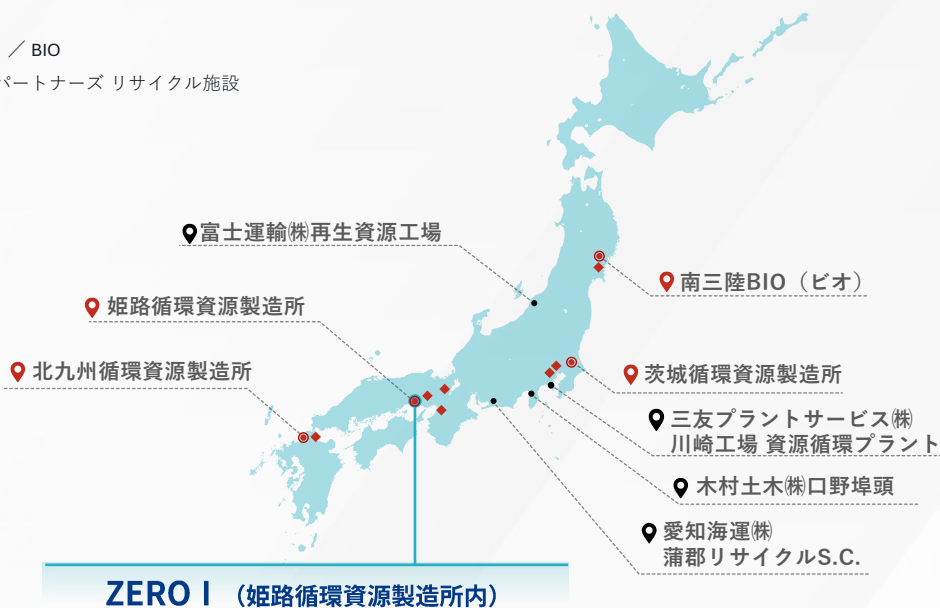 ／ BIO
パートナーズ リサイクル施設
富士運輸㈱再生資源工場
南三陸BIO（ビオ）
姫路循環資源製造所
北九州循環資源製造所
茨城循環資源製造所
三友プラントサービス㈱
川崎工場 資源循環プラント
木村土木㈱口野埠頭
愛知海運㈱
蒲郡リサイクルS.C.
ZERO I （姫路循環資源製造所内）